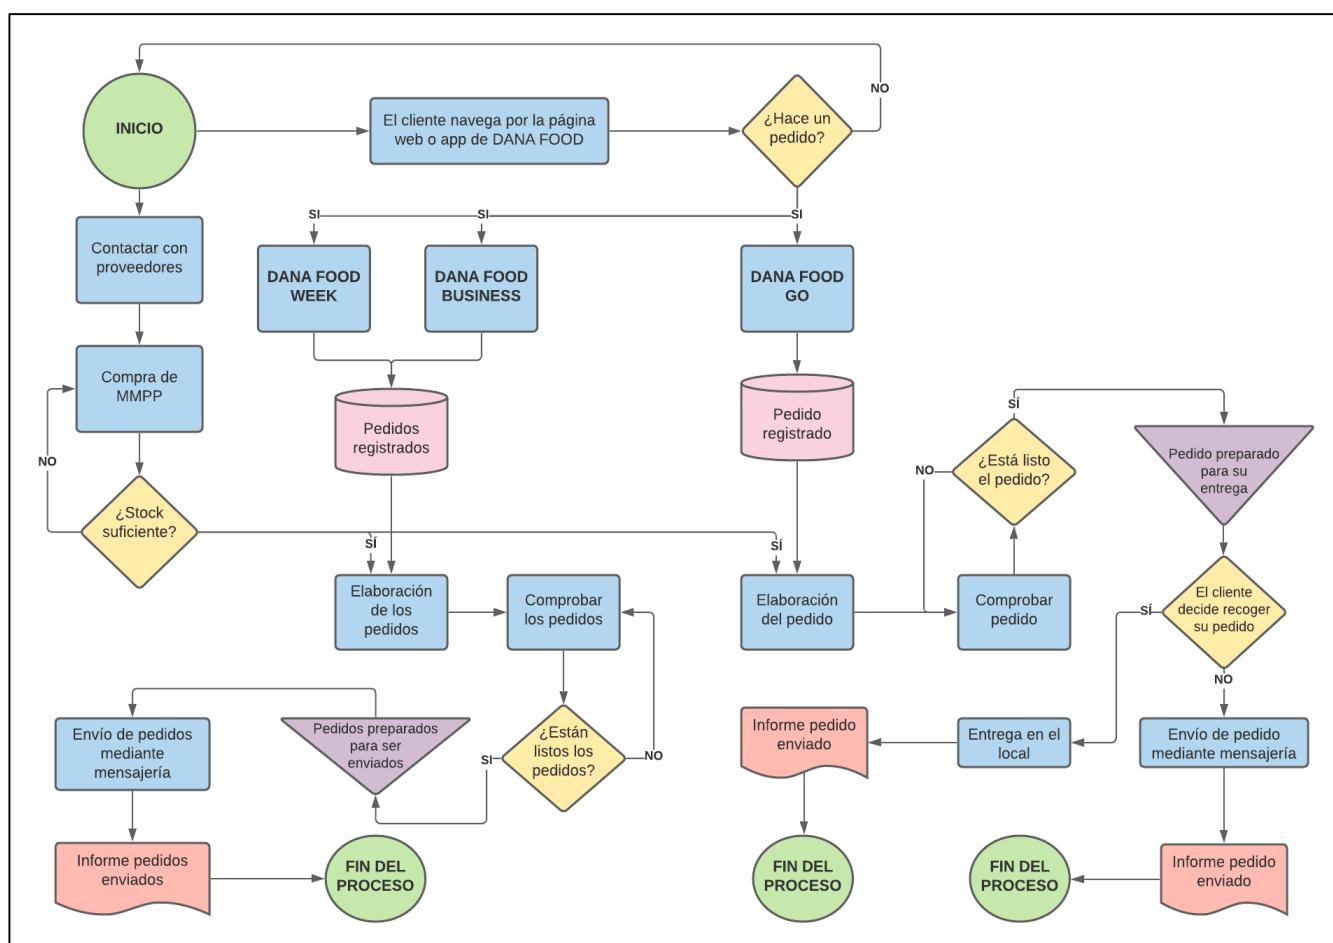 NO
INICIO
El cliente navega por la página
web o app de DANA FOOD
¿Hace un
pedido?
SI
SI
SI
Contactar con
proveedores
DANA FOOD
WEEK
DANA FOOD
BUSINESS
DANA FOOD
GO
Compra de
MMPP
Pedidos
registrados
Pedido
registrado
SÍ
NO
¿Está listo
el pedido?
NO
Pedido preparado
para su
entrega
¿Stock
suficiente?
SÍ
SÍ
Elaboración
de los
pedidos
Comprobar
los pedidos
Elaboración
del pedido
Comprobar
pedido
SÍ
El cliente
decide recoger
su pedido
NO
Envío de pedidos
mediante
mensajería
Pedidos preparados
para ser
enviados
SI
¿Están
listos los
pedidos?
NO
Informe pedido
enviado
Entrega en el
local
Envío de pedido
mediante mensajería
Informe pedidos
enviados
FIN DEL
PROCESO
FIN DEL
PROCESO
FIN DEL
PROCESO
Informe pedido
enviado